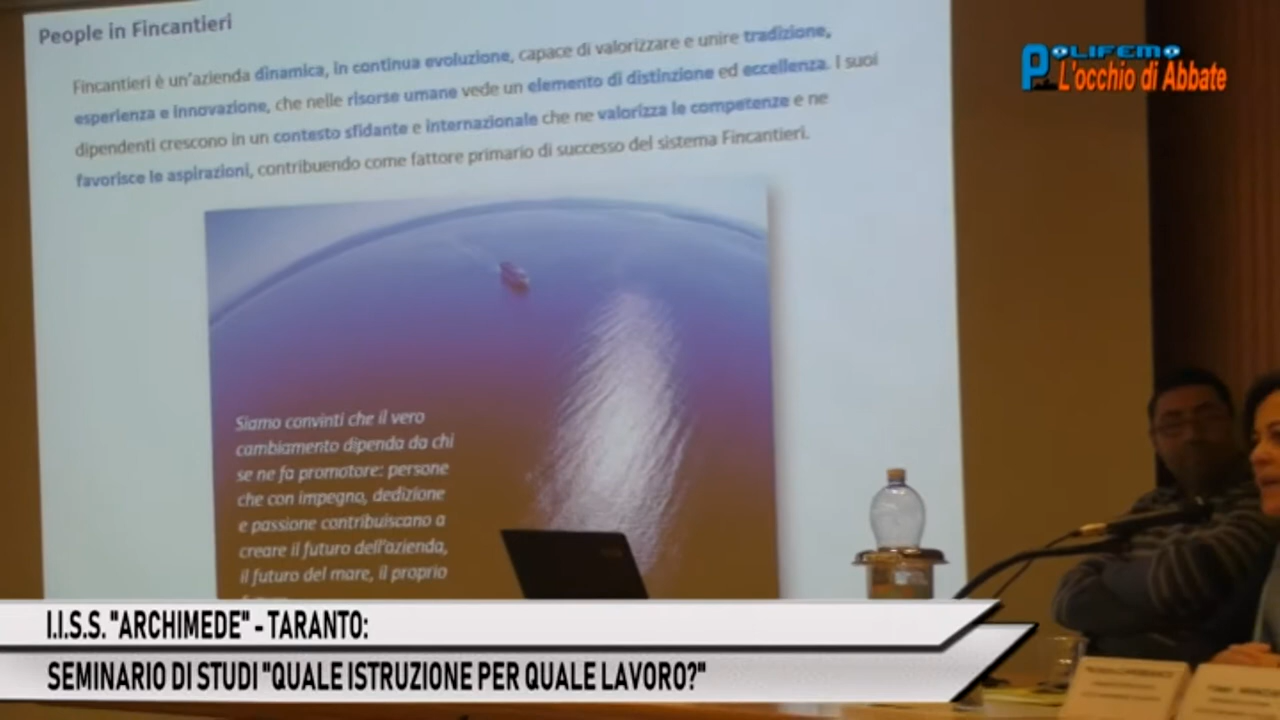 People in Fincantieri
Fincantieri è un'azienda dinamica, in continua evoluzione, capace di valorizzare e unire tradizione,
esperienza e innovazione, che nelle risorse umane vede un elemento di distinzione ed eccellenza. I suoi
dipendenti crescono in un contesto sfidante e internazionale che ne valorizza le competenze e ne
favorisce le aspirazioni, contribuendo come fattore primario di successo del sistema Fincantieri.
POLIFEMO
L'occhio di Abbate
Siamo convinti che il vero
cambiamento dipenda da chi
se ne fa promotore: persone
che con impegno, dedizione
e passione contribuiscano a
creare il futuro dell'azienda,
il futuro del mare, il proprio
I.I.S.S. "ARCHIMEDE" - TARANTO:
SEMINARIO DI STUDI "QUALE ISTRUZIONE PER QUALE LAVORO?"